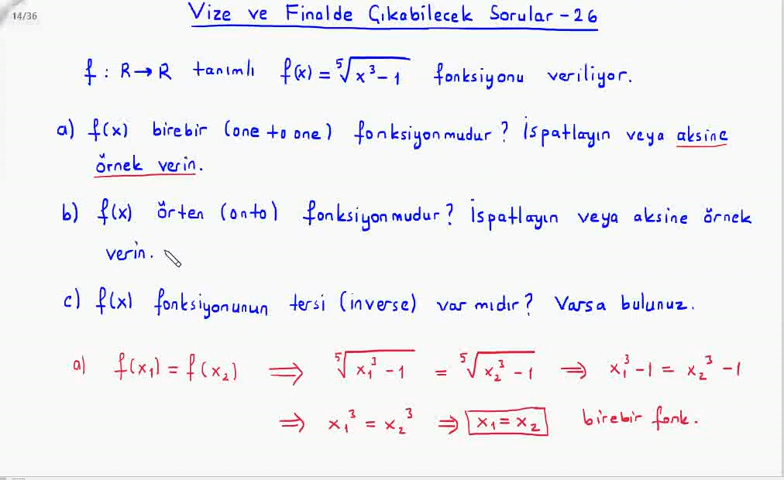 14/36
Vize ve Finalde Çıkabilecek Sorular - 26
f : R → R tanımlı f(x) = ⁵√(x³ - 1) fonksiyonu veriliyor.
a) f(x) birebir (one to one) fonksiyonmudur ? İspatlayın veya aksine
örnek verin.
b) f(x) örten (onto) fonksiyonmudur ? İspatlayın veya aksine örnek
verin.
c) f(x) fonksiyonunun tersi (inverse) var mıdır ? Varsa bulunuz.
a) f(x₁) = f(x₂) ⟹ ⁵√(x₁³ - 1) = ⁵√(x₂³ - 1) ⟹ x₁³ - 1 = x₂³ - 1
⟹ x₁³ = x₂³ ⟹ x₁ = x₂ birebir fonk.